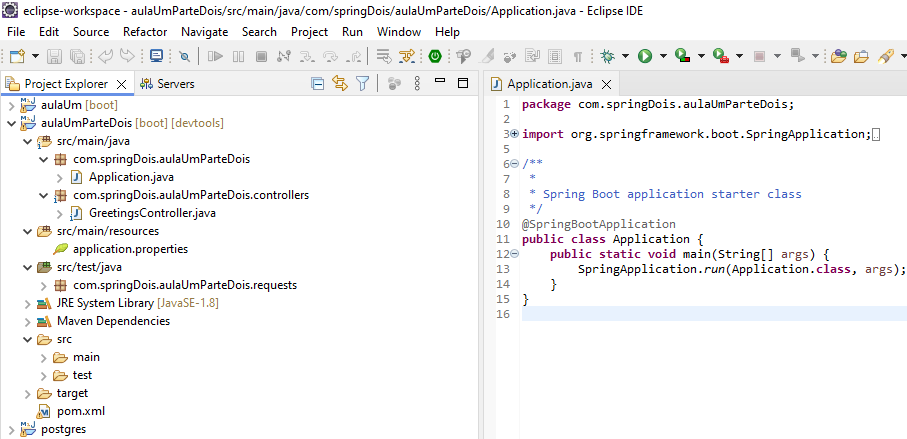 eclipse-workspace - aulaUmParteDois/src/main/java/com/springDois/aulaUmParteDois/Application.java - Eclipse IDE
File Edit Source Refactor Navigate Search Project Run Window Help
Project Explorer Servers
aulaUm [boot]
aulaUmParteDois [boot] [devtools]
src/main/java
com.springDois.aulaUmParteDois
Application.java
com.springDois.aulaUmParteDois.controllers
GreetingsController.java
src/main/resources
application.properties
src/test/java
com.springDois.aulaUmParteDois.requests
JRE System Library [JavaSE-1.8]
Maven Dependencies
src
main
test
target
pom.xml
postgres
Application.java
1 package com.springDois.aulaUmParteDois;
2
3 import org.springframework.boot.SpringApplication;
5
6 /**
7 *
8 * Spring Boot application starter class
9 */
10 @SpringBootApplication
11 public class Application {
12 public static void main(String[] args) {
13 SpringApplication.run(Application.class, args);
14 }
15 }
16